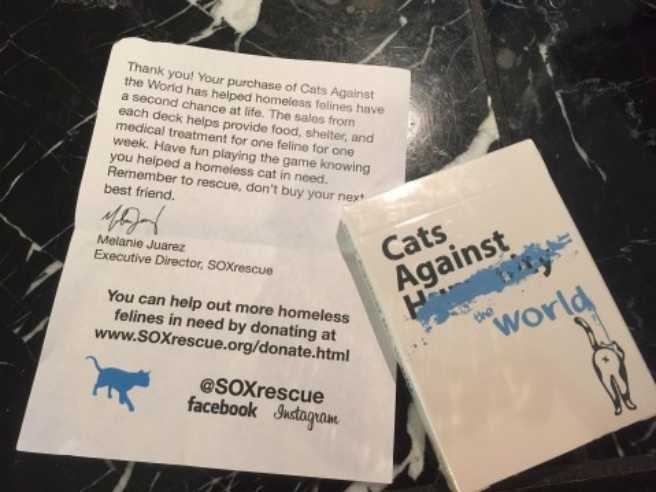 Thank you! Your purchase of Cats Against
the World has helped homeless felines have
a second chance at life. The sales from
each deck helps provide food, shelter, and
medical treatment for one feline for one
week. Have fun playing the game knowing
you helped a homeless cat in need.
Remember to rescue, don't buy your next
best friend.
Melanie Juarez
Executive Director, SOXrescue
You can help out more homeless
felines in need by donating at
www.SOXrescue.org/donate.html
@SOXrescue
facebook Instagram
Cats
Against
the world